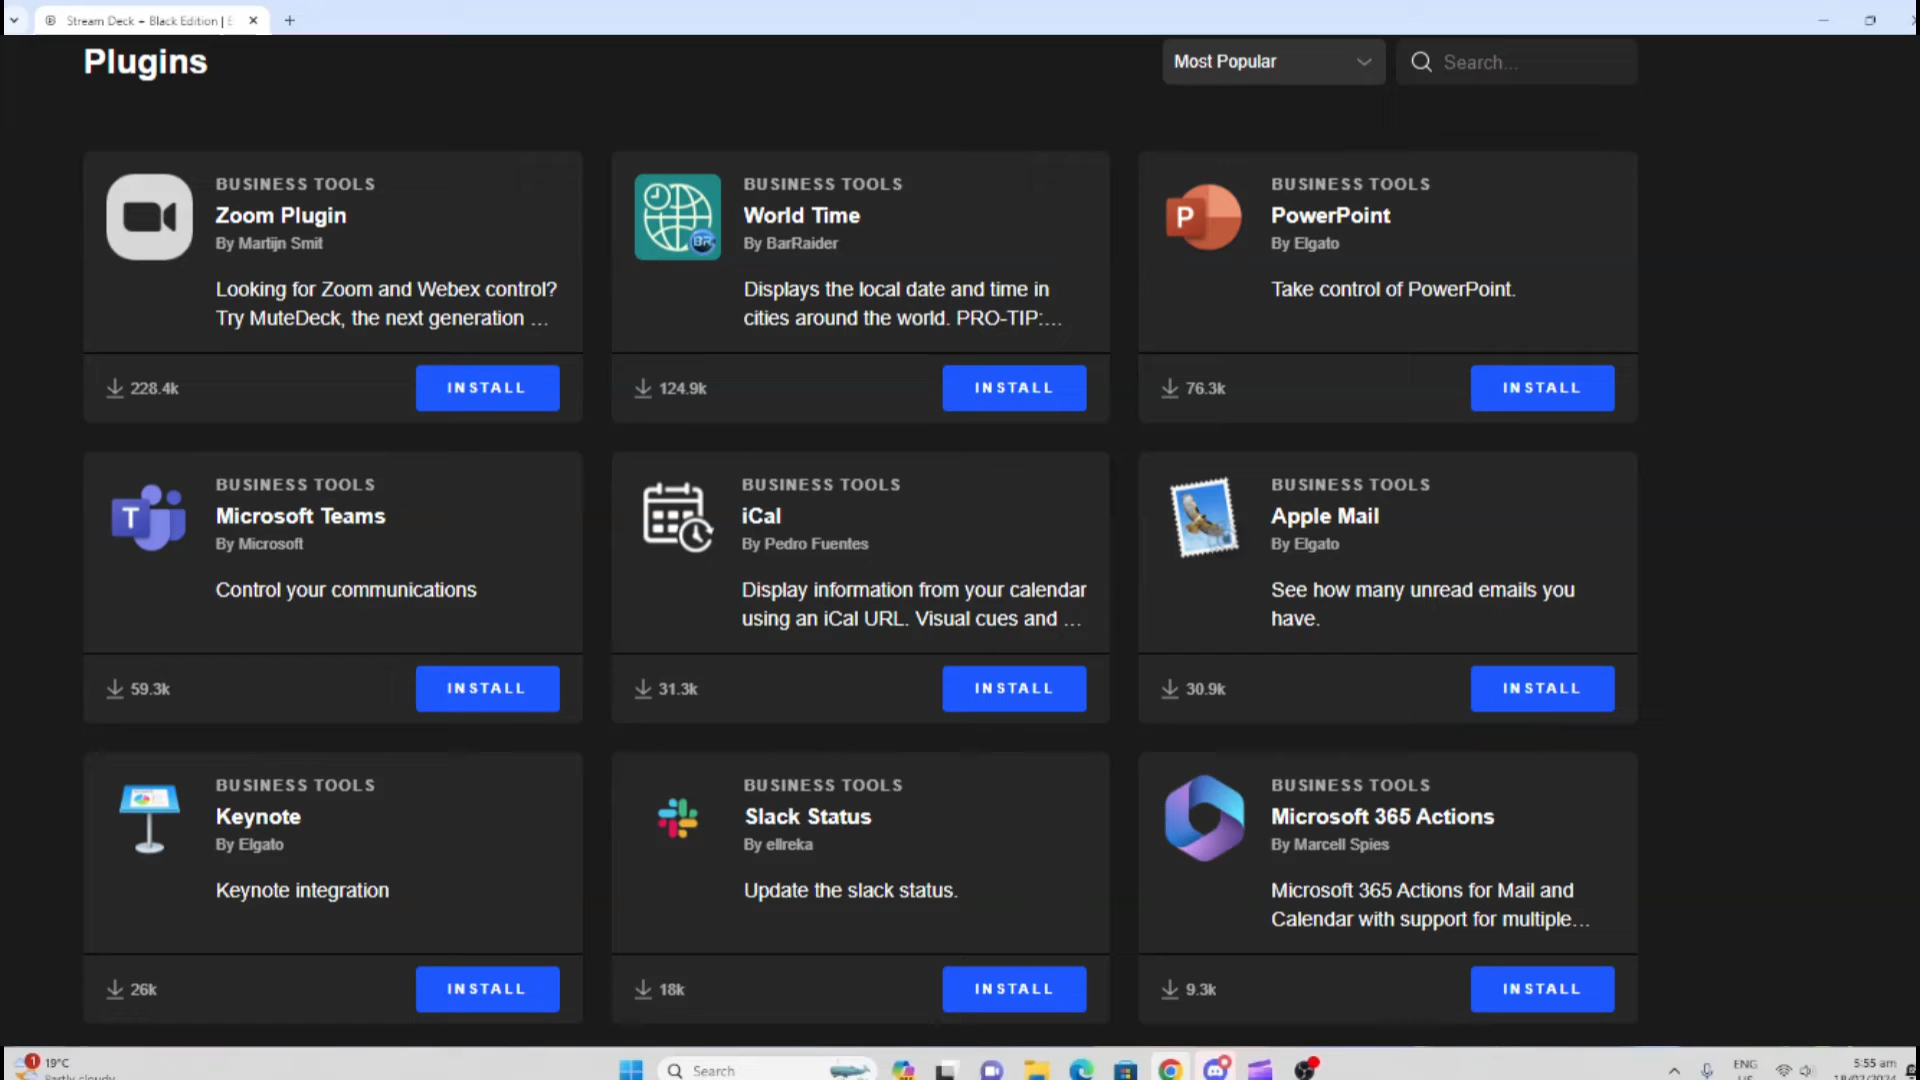 Stream Deck + Black Edition |
Plugins
Most Popular
Search...
BUSINESS TOOLS
Zoom Plugin
By Martijn Smit
Looking for Zoom and Webex control?
Try MuteDeck, the next generation ...
228.4k
INSTALL
BUSINESS TOOLS
World Time
By BarRaider
Displays the local date and time in
cities around the world. PRO-TIP:...
BR
124.9k
INSTALL
BUSINESS TOOLS
PowerPoint
By Elgato
Take control of PowerPoint.
P
76.3k
INSTALL
BUSINESS TOOLS
Microsoft Teams
By Microsoft
Control your communications
T
59.3k
INSTALL
BUSINESS TOOLS
iCal
By Pedro Fuentes
Display information from your calendar
using an iCal URL. Visual cues and ...
31.3k
INSTALL
BUSINESS TOOLS
Apple Mail
By Elgato
See how many unread emails you
have.
30.9k
INSTALL
BUSINESS TOOLS
Keynote
By Elgato
Keynote integration
26k
INSTALL
BUSINESS TOOLS
Slack Status
By ellreka
Update the slack status.
18k
INSTALL
BUSINESS TOOLS
Microsoft 365 Actions
By Marcell Spies
Microsoft 365 Actions for Mail and
Calendar with support for multiple...
9.3k
INSTALL
1
19°C
Partly cloudy
Search
ENG
5:55 am